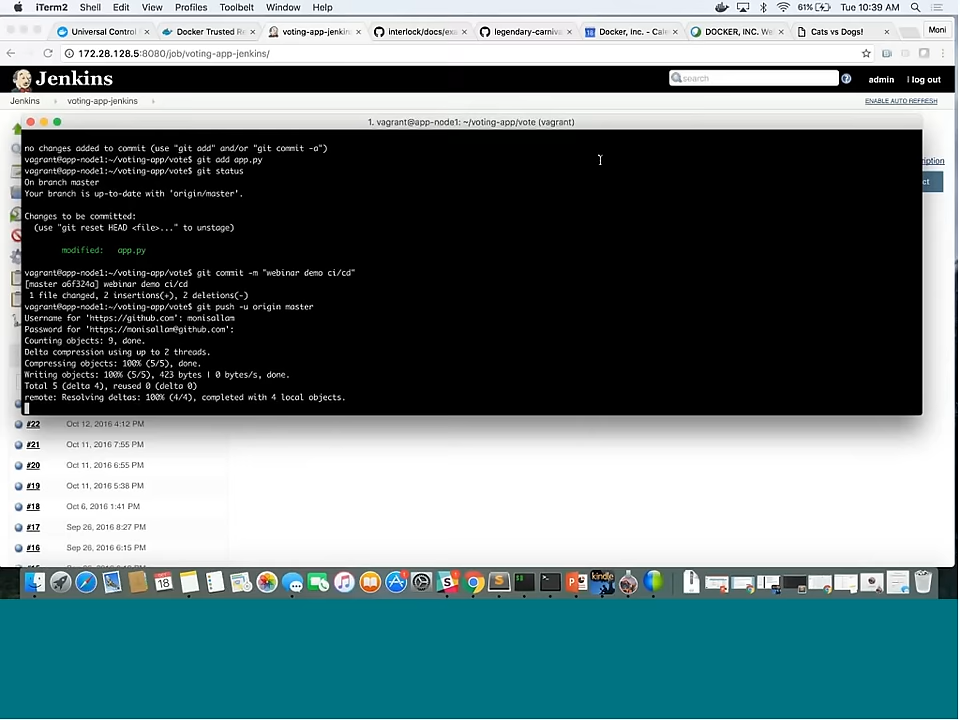 iTerm2 Shell Edit View Profiles Toolbelt Window Help 61% Tue 10:39 AM
Universal Control Docker Trusted Re voting-app-jenkins interlock/docs/exa legendary-carniva Docker, Inc. - Cale DOCKER, INC. We Cats vs Dogs! Moni
172.28.128.5:8080/job/voting-app-jenkins/
Jenkins search admin | log out
Jenkins voting-app-jenkins ENABLE AUTO REFRESH
1. vagrant@app-node1: ~/voting-app/vote (vagrant)
no changes added to commit (use "git add" and/or "git commit -a")
vagrant@app-node1:~/voting-app/vote$ git add app.py
vagrant@app-node1:~/voting-app/vote$ git status
On branch master
Your branch is up-to-date with 'origin/master'.
Changes to be committed:
(use "git reset HEAD <file>..." to unstage)
modified: app.py
vagrant@app-node1:~/voting-app/vote$ git commit -m "webinar demo ci/cd"
[master a6f324a] webinar demo ci/cd
1 file changed, 2 insertions(+), 2 deletions(-)
vagrant@app-node1:~/voting-app/vote$ git push -u origin master
Username for 'https://github.com': monisallam
Password for 'https://monisallam@github.com':
Counting objects: 9, done.
Delta compression using up to 2 threads.
Compressing objects: 100% (5/5), done.
Writing objects: 100% (5/5), 423 bytes | 0 bytes/s, done.
Total 5 (delta 4), reused 0 (delta 0)
remote: Resolving deltas: 100% (4/4), completed with 4 local objects.
ription
ct
#22 Oct 12, 2016 4:12 PM
#21 Oct 11, 2016 7:55 PM
#20 Oct 11, 2016 6:55 PM
#19 Oct 11, 2016 5:38 PM
#18 Oct 6, 2016 1:41 PM
#17 Sep 26, 2016 8:27 PM
#16 Sep 26, 2016 6:15 PM
18
kindle